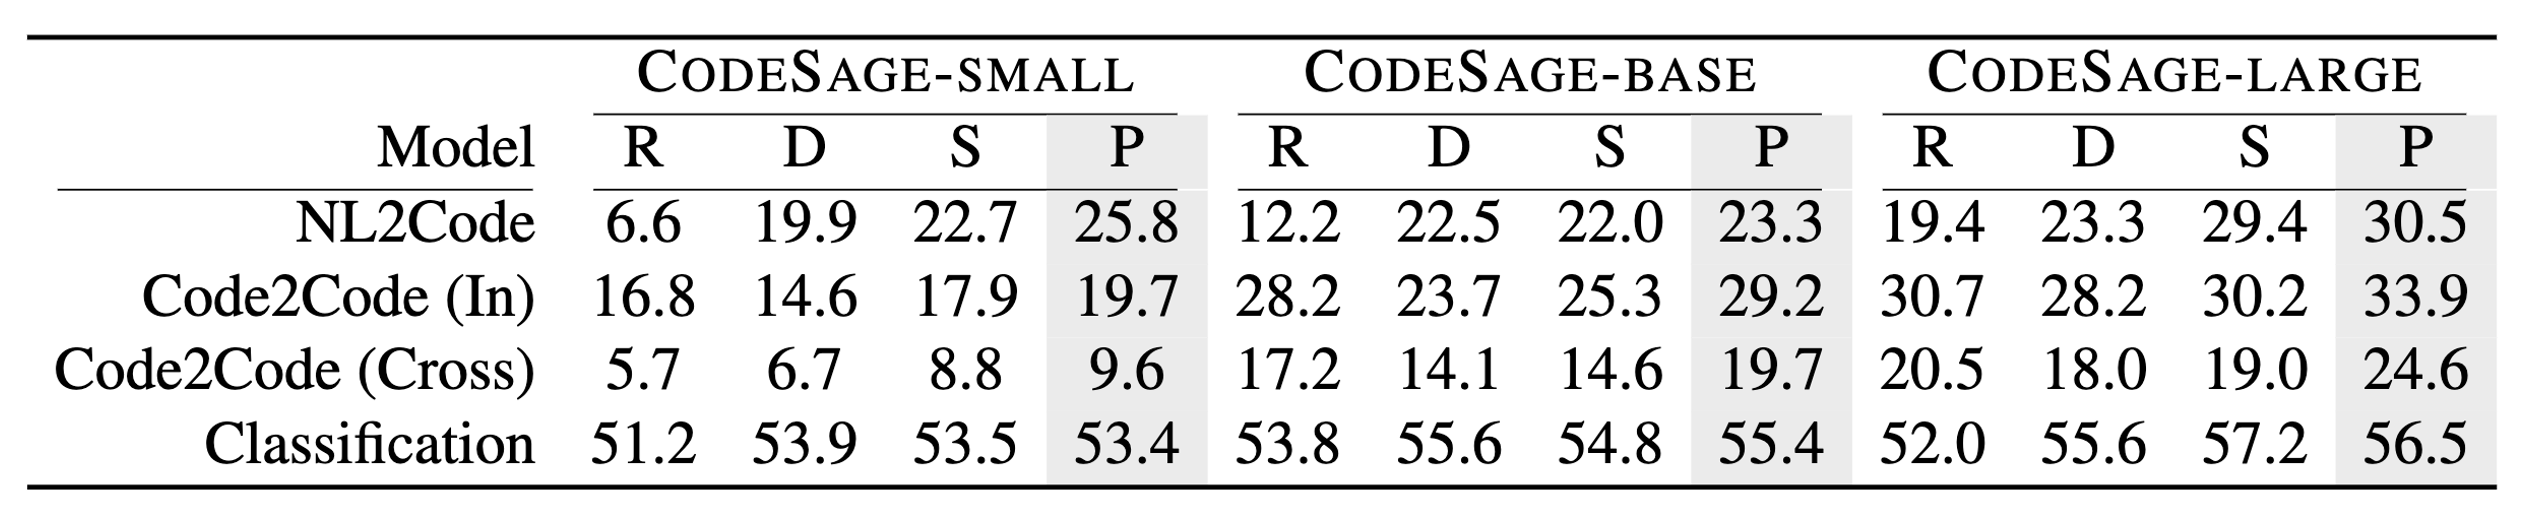 CODESAGE-SMALL CODESAGE-BASE CODESAGE-LARGE
Model R D S P R D S P R D S P
NL2Code 6.6 19.9 22.7 25.8 12.2 22.5 22.0 23.3 19.4 23.3 29.4 30.5
Code2Code (In) 16.8 14.6 17.9 19.7 28.2 23.7 25.3 29.2 30.7 28.2 30.2 33.9
Code2Code (Cross) 5.7 6.7 8.8 9.6 17.2 14.1 14.6 19.7 20.5 18.0 19.0 24.6
Classification 51.2 53.9 53.5 53.4 53.8 55.6 54.8 55.4 52.0 55.6 57.2 56.5